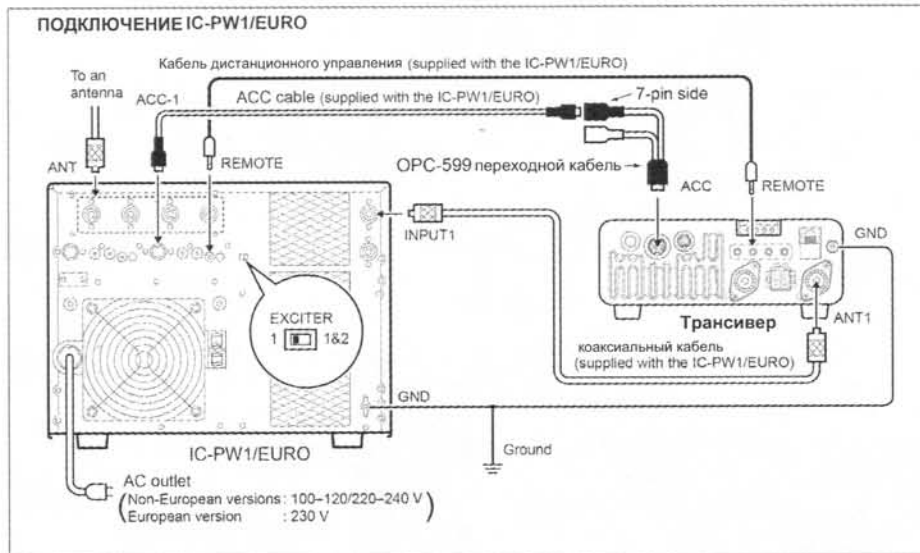 ПОДКЛЮЧЕНИЕ IC-PW1/EURO
Кабель дистанционного управления (supplied with the IC-PW1/EURO)
To an
antenna
ACC-1
ACC cable (supplied with the IC-PW1/EURO)
7-pin side
ANT
REMOTE
OPC-599 переходной кабель
ACC
REMOTE
INPUT1
GND
EXCITER
1
1&2
Трансивер
ANT1
коаксиальный кабель
(supplied with the IC-PW1/EURO)
GND
IC-PW1/EURO
Ground
AC outlet
(Non-European versions : 100–120/220–240 V
European version : 230 V)